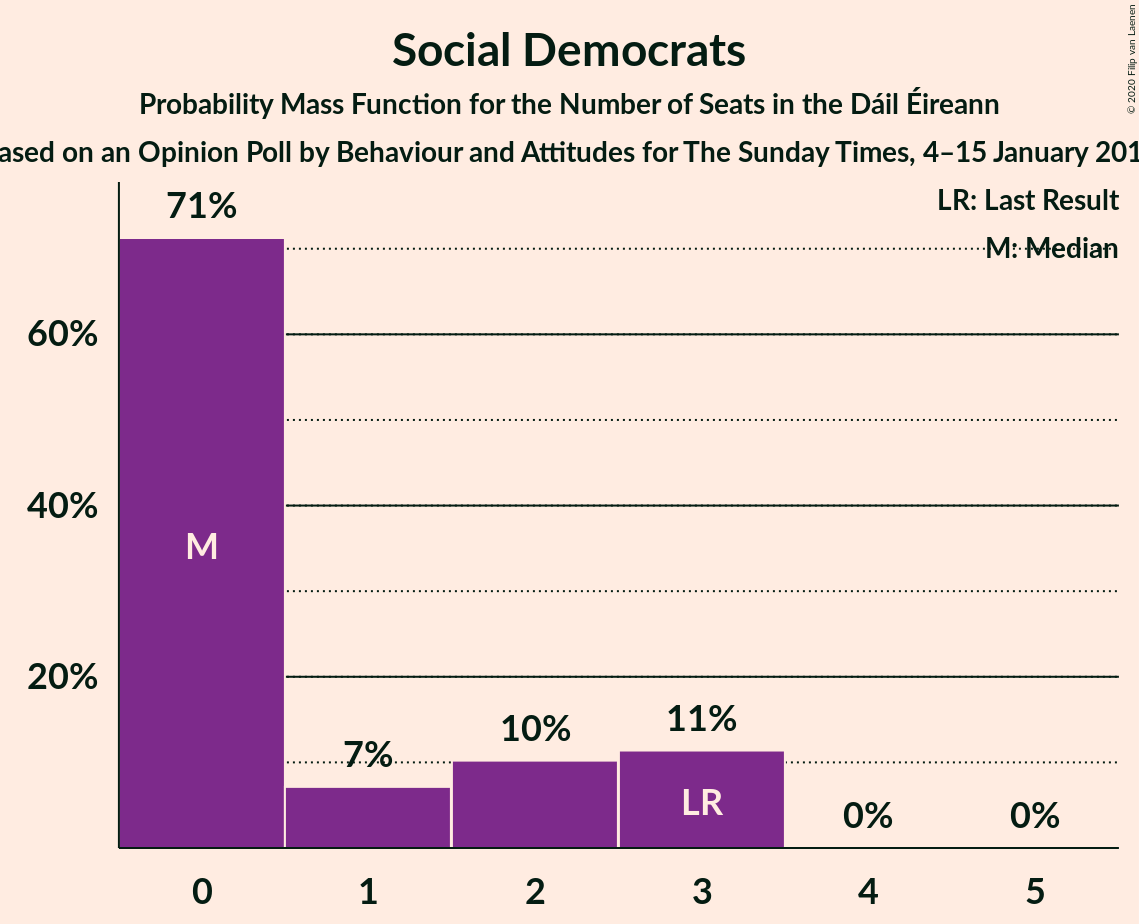 Social Democrats
Probability Mass Function for the Number of Seats in the Dáil Éireann
ased on an Opinion Poll by Behaviour and Attitudes for The Sunday Times, 4–15 January 201
© 2020 Filip van Laenen
LR: Last Result
M: Median
71%
60%
40%
20%
M
7%
10%
11%
LR
0%
0%
0 1 2 3 4 5